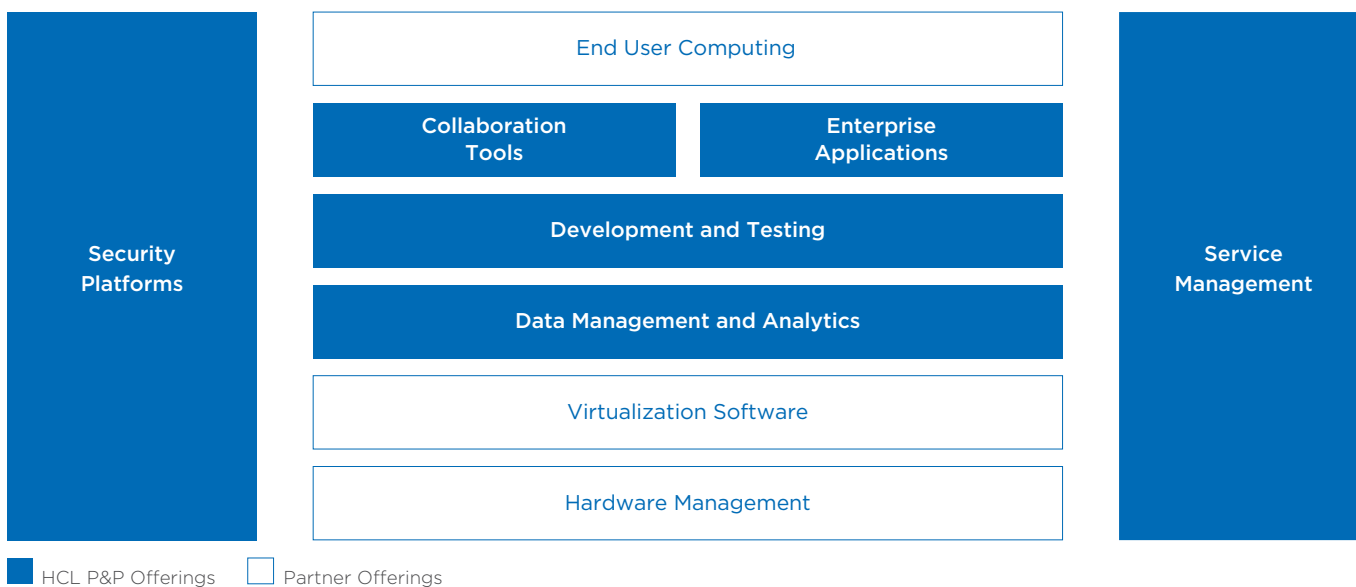 Security
Platforms
End User Computing
Collaboration
Tools
Enterprise
Applications
Development and Testing
Data Management and Analytics
Virtualization Software
Hardware Management
Service
Management
HCL P&P Offerings
Partner Offerings